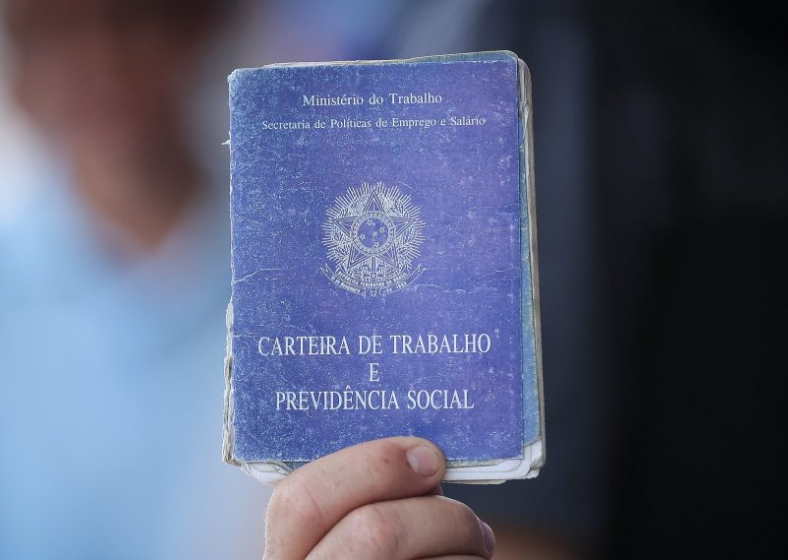 Ministério do Trabalho
Secretaria de Políticas de Emprego e Salário
CARTEIRA DE TRABALHO
E
PREVIDÊNCIA SOCIAL